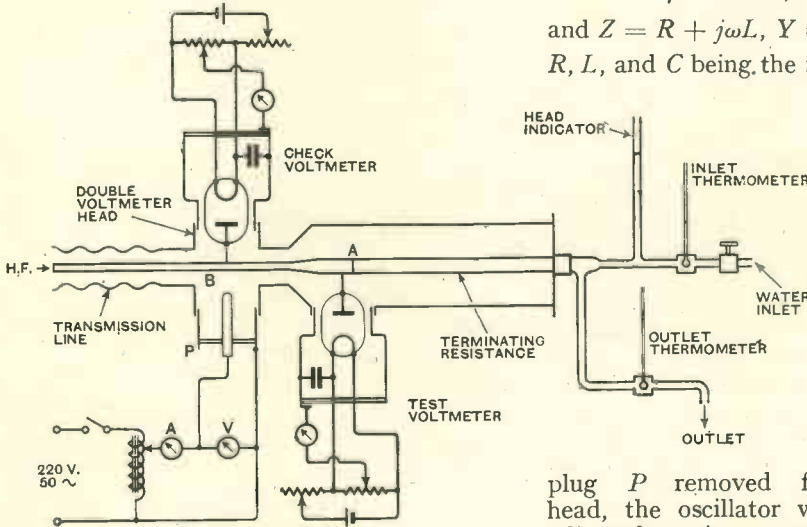 and Z = R + jωL, Y =
R, L, and C being the
HEAD
INDICATOR
CHECK
VOLTMETER
INLET
THERMOMETER
DOUBLE
VOLTMETER
HEAD
A
H.F.
B
WATER
INLET
TRANSMISSION
LINE
TERMINATING
RESISTANCE
OUTLET
THERMOMETER
P
TEST
VOLTMETER
A
V
OUTLET
220 V.
50 ~
plug P removed f
head, the oscillator v